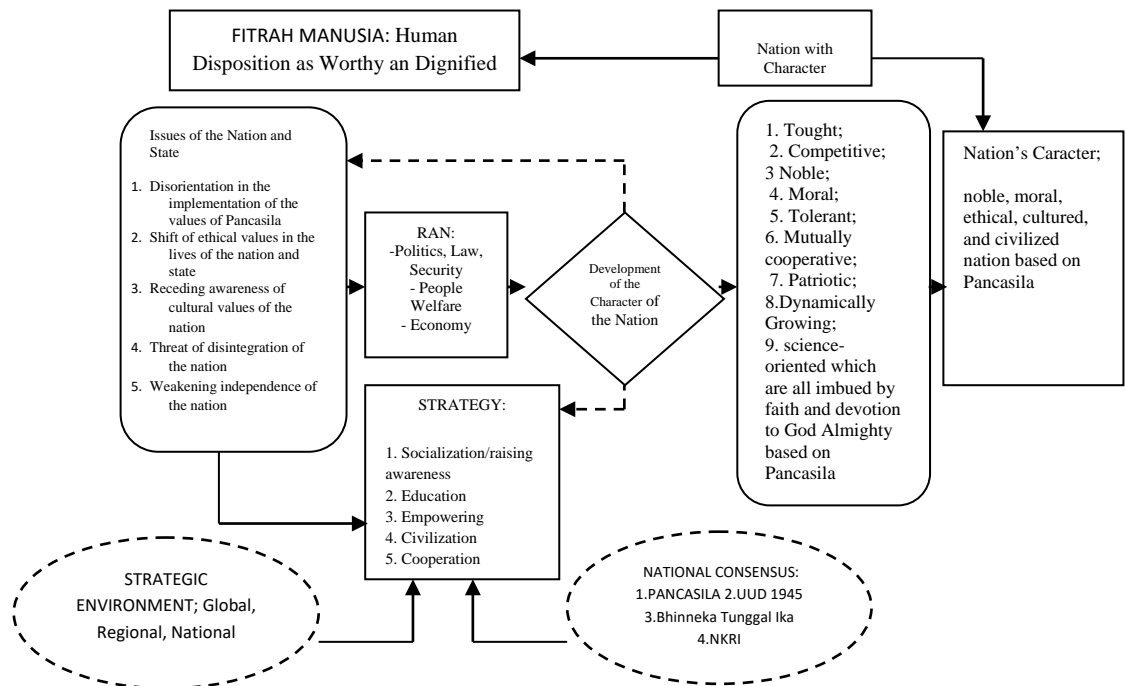 FITRAH MANUSIA: Human
Disposition as Worthy an Dignified
Nation with
Character
Issues of the Nation and
State
1. Disorientation in the
implementation of the
values of Pancasila
2. Shift of ethical values in the
lives of the nation and
state
3. Receding awareness of
cultural values of the
nation
4. Threat of disintegration of
the nation
5. Weakening independence of
the nation
RAN:
-Politics, Law,
Security
- People
Welfare
- Economy
Development
of the
Character of
the Nation
1. Tought;
2. Competitive;
3 Noble;
4. Moral;
5. Tolerant;
6. Mutually
cooperative;
7. Patriotic;
8.Dynamically
Growing;
9. science-
oriented which
are all imbued by
faith and devotion
to God Almighty
based on
Pancasila
Nation's Caracter;
noble, moral,
ethical, cultured,
and civilized
nation based on
Pancasila
STRATEGY:
1. Socialization/raising
awareness
2. Education
3. Empowering
4. Civilization
5. Cooperation
STRATEGIC
ENVIRONMENT; Global,
Regional, National
NATIONAL CONSENSUS:
1.PANCASILA 2.UUD 1945
3.Bhinneka Tunggal Ika
4.NKRI